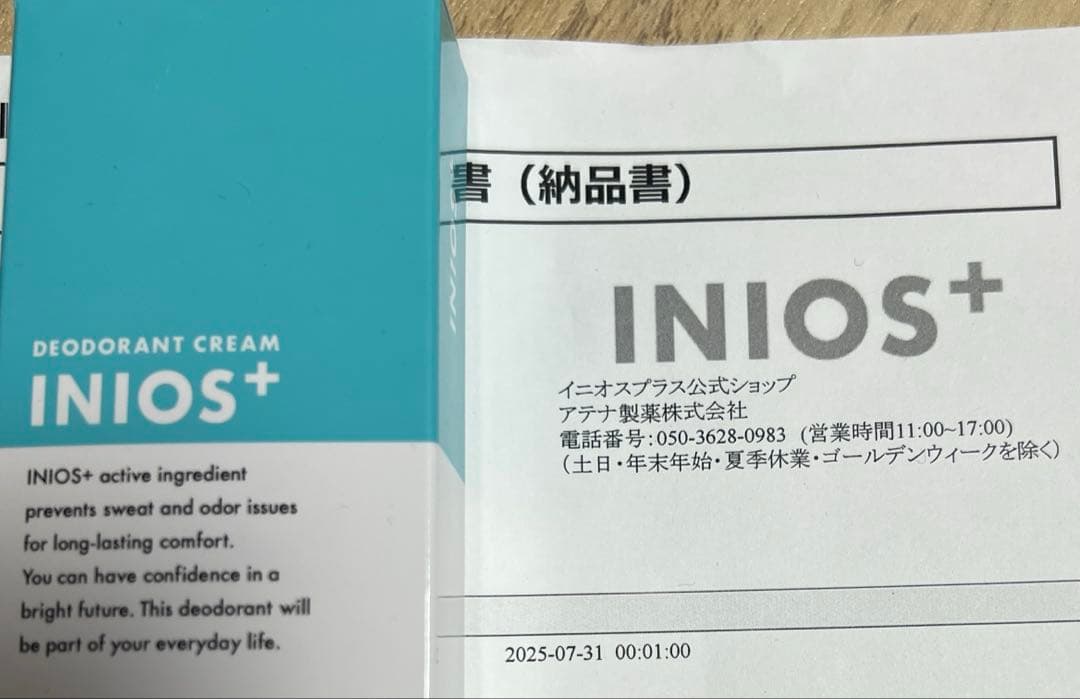 DEODORANT CREAM
INIOS+
INIOS+ active ingredient
prevents sweat and odor issues
for long-lasting comfort.
You can have confidence in a
bright future. This deodorant will
be part of your everyday life.
INIOS
書（納品書）
INIOS+
イニオスプラス公式ショップ
アテナ製薬株式会社
電話番号:050-3628-0983 (営業時間11:00~17:00)
（土日・年末年始・夏季休業・ゴールデンウィークを除く）
2025-07-31 00:01:00